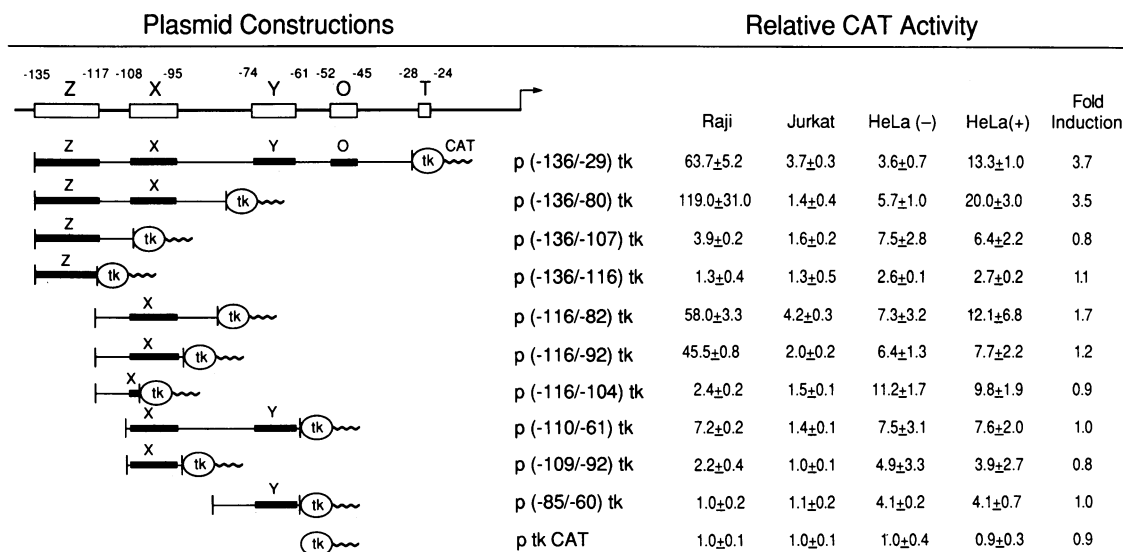 Plasmid Constructions Relative CAT Activity
-135 -117 -108 -95 -74 -61 -52 -45 -28 -24
Z X Y O T
Raji Jurkat HeLa (–) HeLa(+) Fold Induction
Z X Y O tk CAT p (-136/-29) tk 63.7±5.2 3.7±0.3 3.6±0.7 13.3±1.0 3.7
Z X tk p (-136/-80) tk 119.0±31.0 1.4±0.4 5.7±1.0 20.0±3.0 3.5
Z tk p (-136/-107) tk 3.9±0.2 1.6±0.2 7.5±2.8 6.4±2.2 0.8
Z tk p (-136/-116) tk 1.3±0.4 1.3±0.5 2.6±0.1 2.7±0.2 1.1
X tk p (-116/-82) tk 58.0±3.3 4.2±0.3 7.3±3.2 12.1±6.8 1.7
X tk p (-116/-92) tk 45.5±0.8 2.0±0.2 6.4±1.3 7.7±2.2 1.2
X tk p (-116/-104) tk 2.4±0.2 1.5±0.1 11.2±1.7 9.8±1.9 0.9
X Y tk p (-110/-61) tk 7.2±0.2 1.4±0.1 7.5±3.1 7.6±2.0 1.0
X tk p (-109/-92) tk 2.2±0.4 1.0±0.1 4.9±3.3 3.9±2.7 0.8
Y tk p (-85/-60) tk 1.0±0.2 1.1±0.2 4.1±0.2 4.1±0.7 1.0
tk p tk CAT 1.0±0.1 1.0±0.1 1.0±0.4 0.9±0.3 0.9